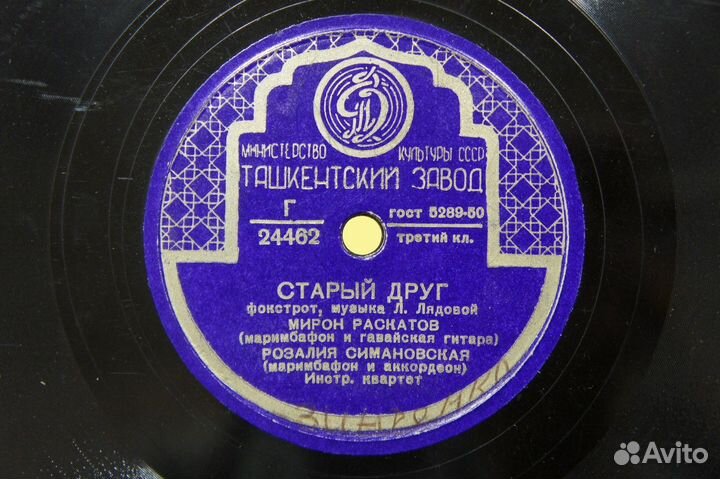 МИНИСТЕРСТВО КУЛЬТУРЫ СССР
ТАШКЕНТСКИЙ ЗАВОД
Г
24462
ГОСТ 5289-50
ТРЕТИЙ КЛ.
СТАРЫЙ ДРУГ
фокстрот, музыка Л. Лядовой
МИРОН РАСКАТОВ
(маримбафон и гавайская гитара)
РОЗАЛИЯ СИМАНОВСКАЯ
(маримбафон и аккордеон)
Инстр. квартет
Avito